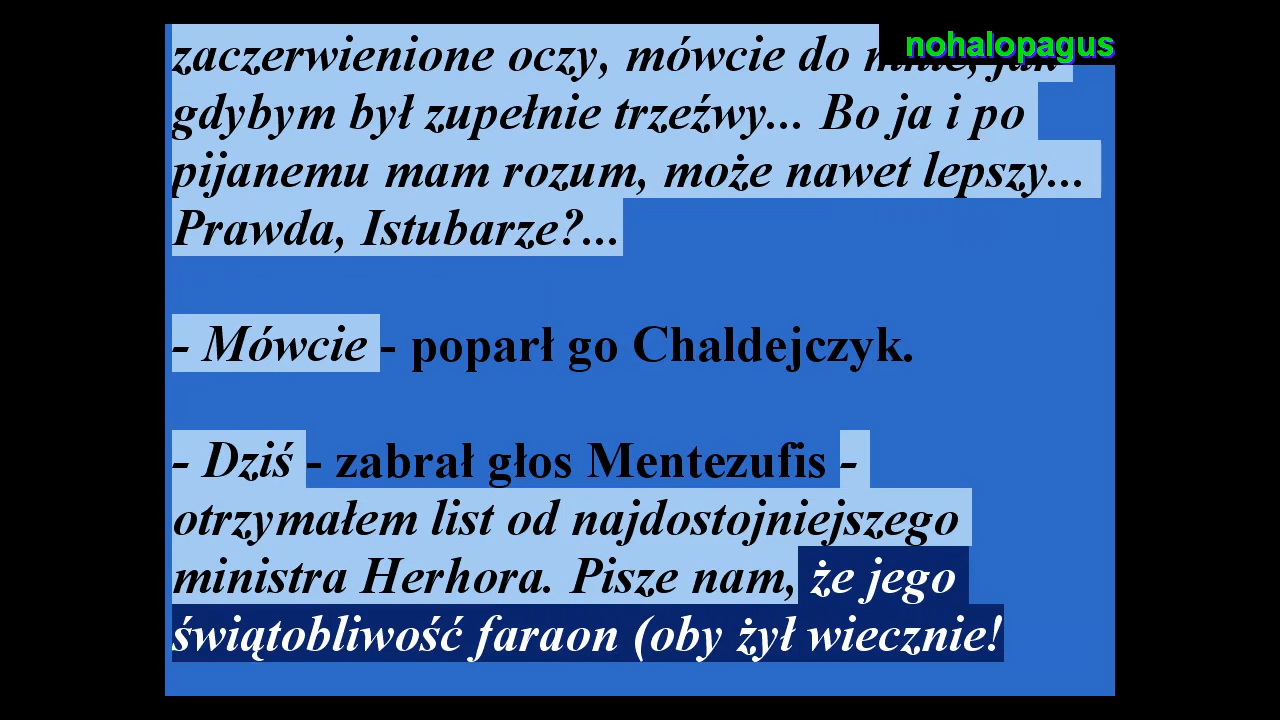 nohalopagus
zaczerwienione oczy, mówcie do mnie, jak
gdybym był zupełnie trzeźwy... Bo ja i po
pijanemu mam rozum, może nawet lepszy...
Prawda, Istubarze?...
- Mówcie - poparł go Chaldejczyk.
- Dziś - zabrał głos Mentezufis -
otrzymałem list od najdostojniejszego
ministra Herhora. Pisze nam, że jego
świątobliwość faraon (oby żył wiecznie!